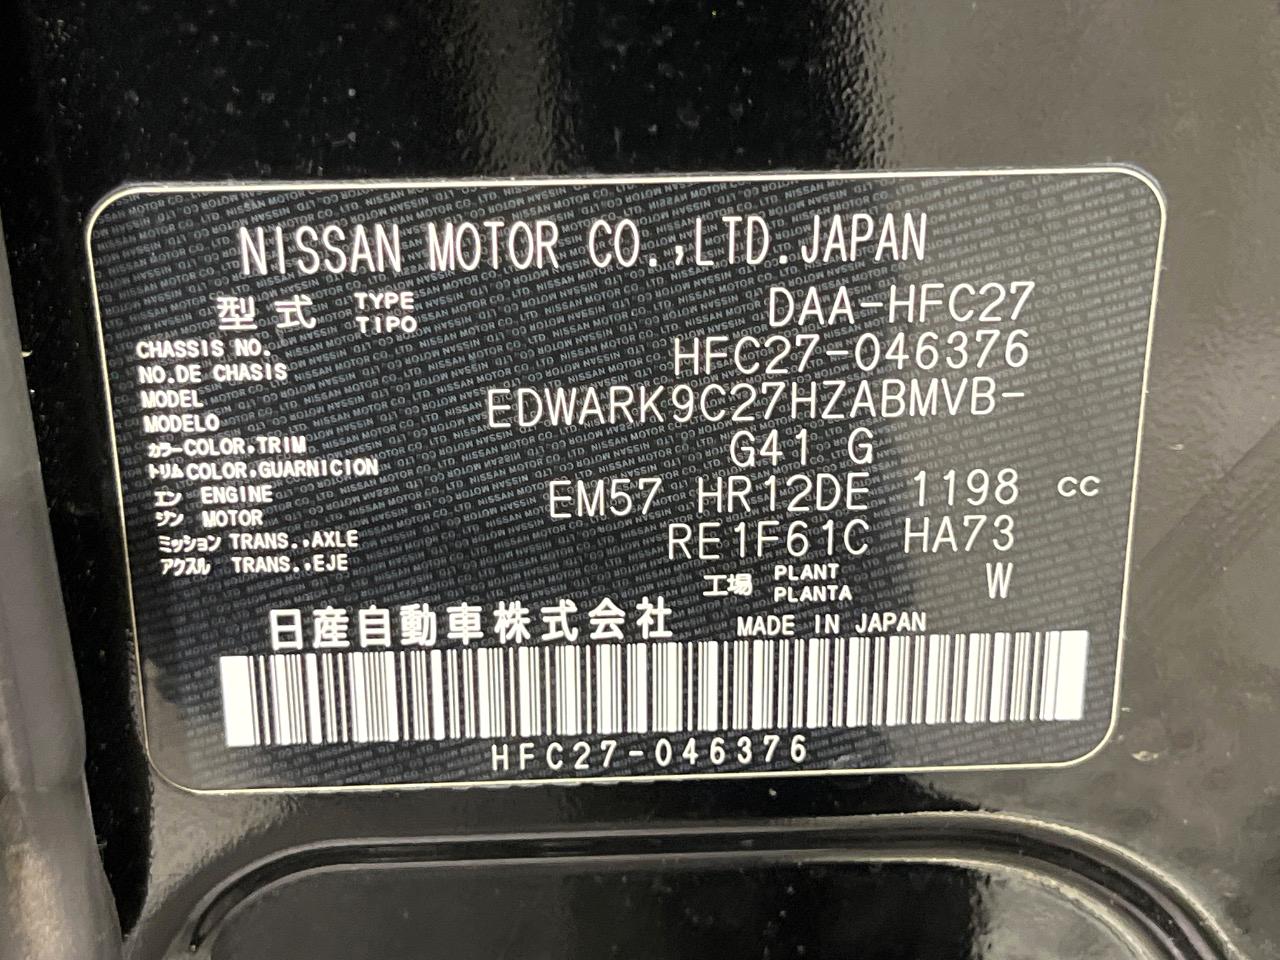 NISSAN MOTOR CO.,LTD.JAPAN
型式 TYPE TIPO DAA-HFC27
CHASSIS NO. NO.DE CHASIS HFC27-046376
MODEL MODELO EDWARK9C27HZABMVB-
カラー COLOR,TRIM トリム COLOR,GUARNICION G41 G
エンジン ENGINE MOTOR EM57 HR12DE 1198 cc
ミッション TRANS.,AXLE アクスル TRANS.,EJE RE1F61C HA73
工場 PLANT PLANTA W
日産自動車株式会社 MADE IN JAPAN
HFC27-046376